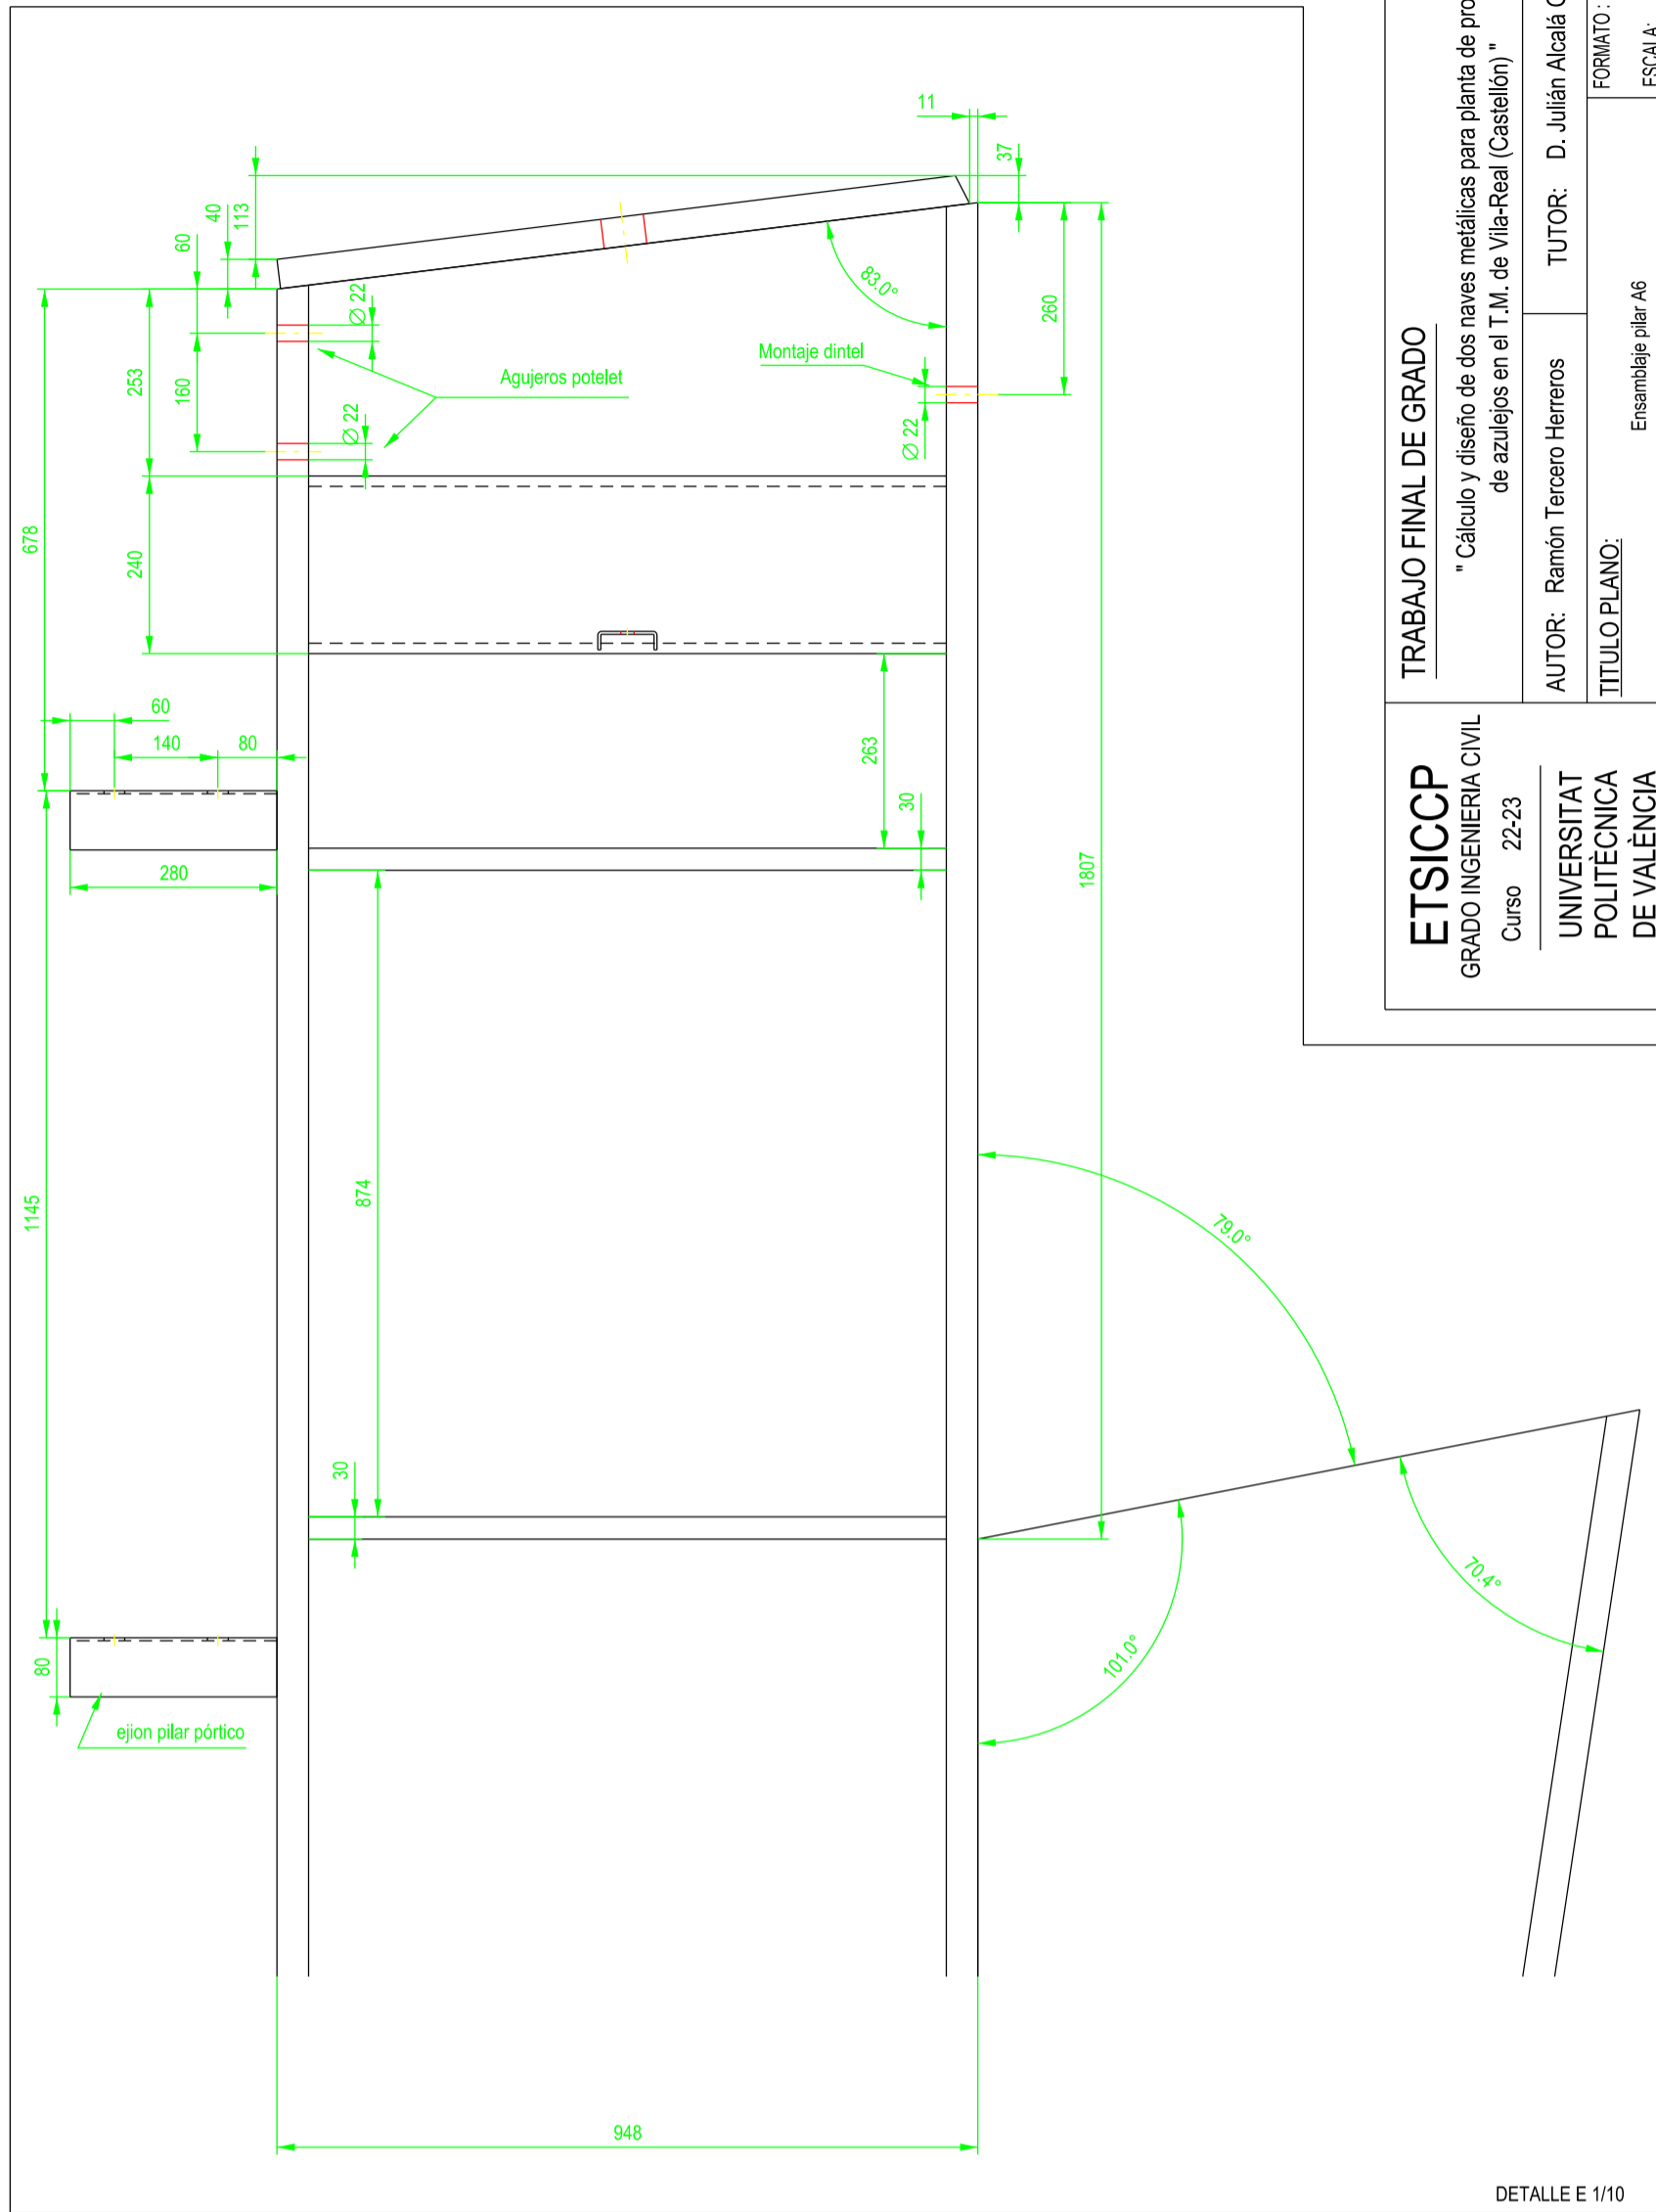 11
37
40
113
60
678
253
160
Ø 22
Ø 22
Agujeros potelet
83.0°
Montaje dintel
Ø 22
260
240
60
140
80
263
30
280
1807
1145
874
30
79.0°
70.4°
101.0°
80
ejion pilar pórtico
948
DETALLE E 1/10
ETSICCP
GRADO INGENIERIA CIVIL
Curso 22-23
UNIVERSITAT
POLITÈCNICA
DE VALÈNCIA
TRABAJO FINAL DE GRADO
" Cálculo y diseño de dos naves metálicas para planta de
de azulejos en el T.M. de Vila-Real (Castellón) "
AUTOR: Ramón Tercero Herreros
TUTOR: D. Julián Alcalá
TITULO PLANO:
Ensamblaje pilar A6
FORMATO:
ESCALA: